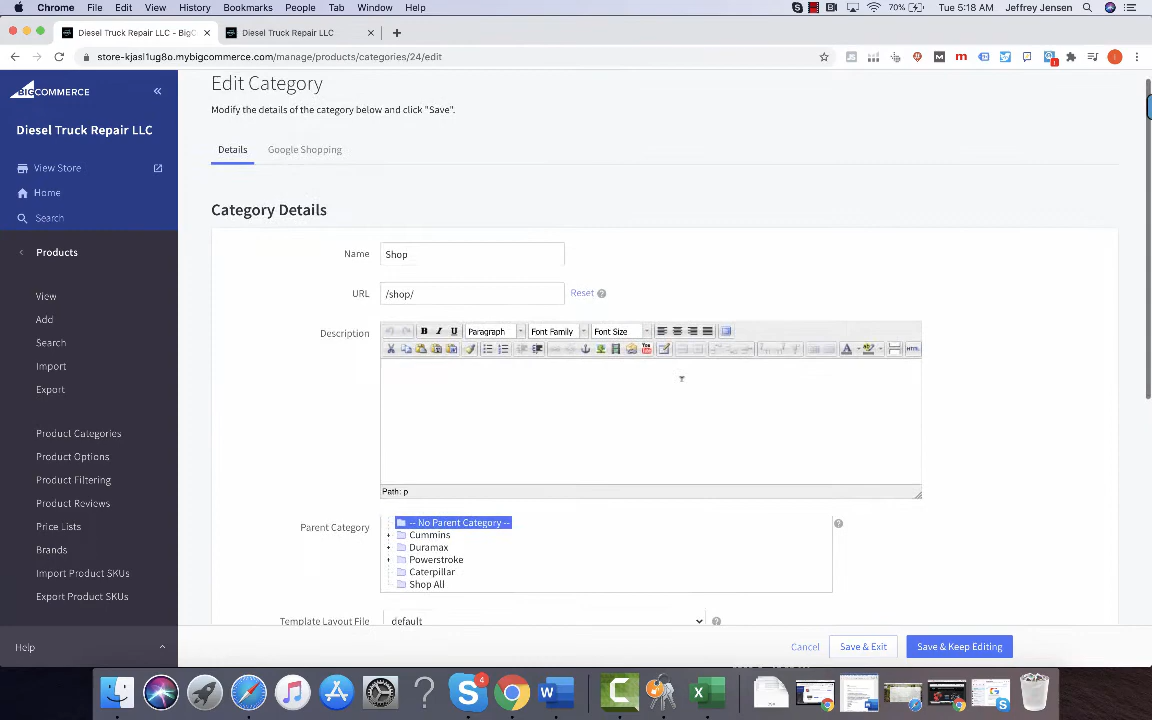 Chrome File Edit View History Bookmarks People Tab Window Help 70% Tue 5:18 AM Jeffrey Jensen
Diesel Truck Repair LLC - BigC Diesel Truck Repair LLC
store-kjasl1ug8o.mybigcommerce.com/manage/products/categories/24/edit
BIGCOMMERCE
Diesel Truck Repair LLC
View Store
Home
Search
Products
View
Add
Search
Import
Export
Product Categories
Product Options
Product Filtering
Product Reviews
Price Lists
Brands
Import Product SKUs
Export Product SKUs
Help
Edit Category
Modify the details of the category below and click "Save".
Details Google Shopping
Category Details
Name Shop
URL /shop/ Reset
Description
B I U Paragraph Font Family Font Size
HTML
Path: p
Parent Category
-- No Parent Category --
Cummins
Duramax
Powerstroke
Caterpillar
Shop All
Template Layout File default
Cancel Save & Exit Save & Keep Editing
4